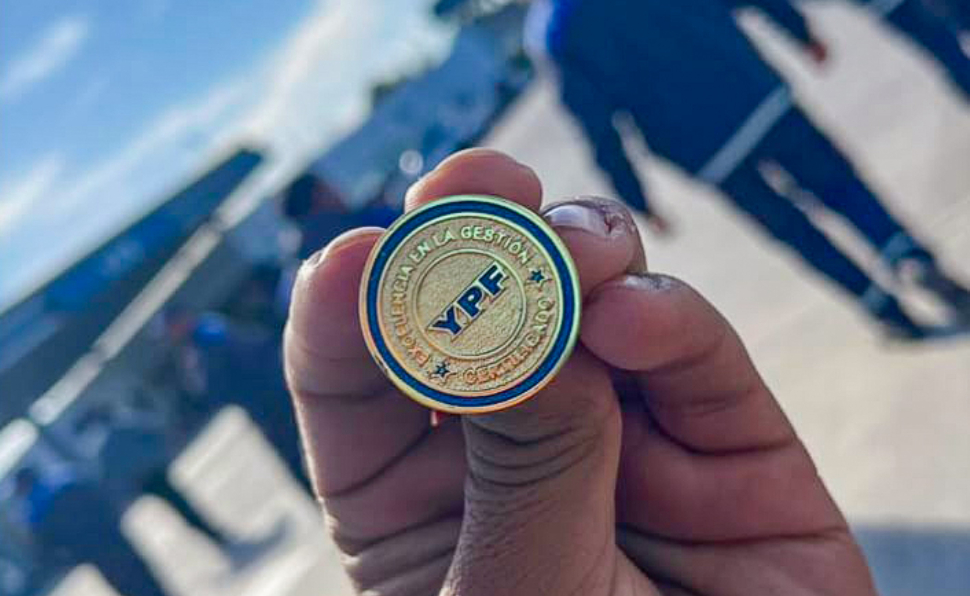 EXCELENCIA EN LA GESTIÓN
YPF
CERTIFICADO